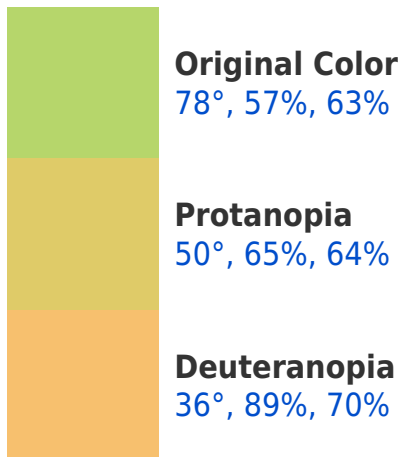 Original Color
78°, 57%, 63%
Protanopia
50°, 65%, 64%
Deuteranopia
36°, 89%, 70%